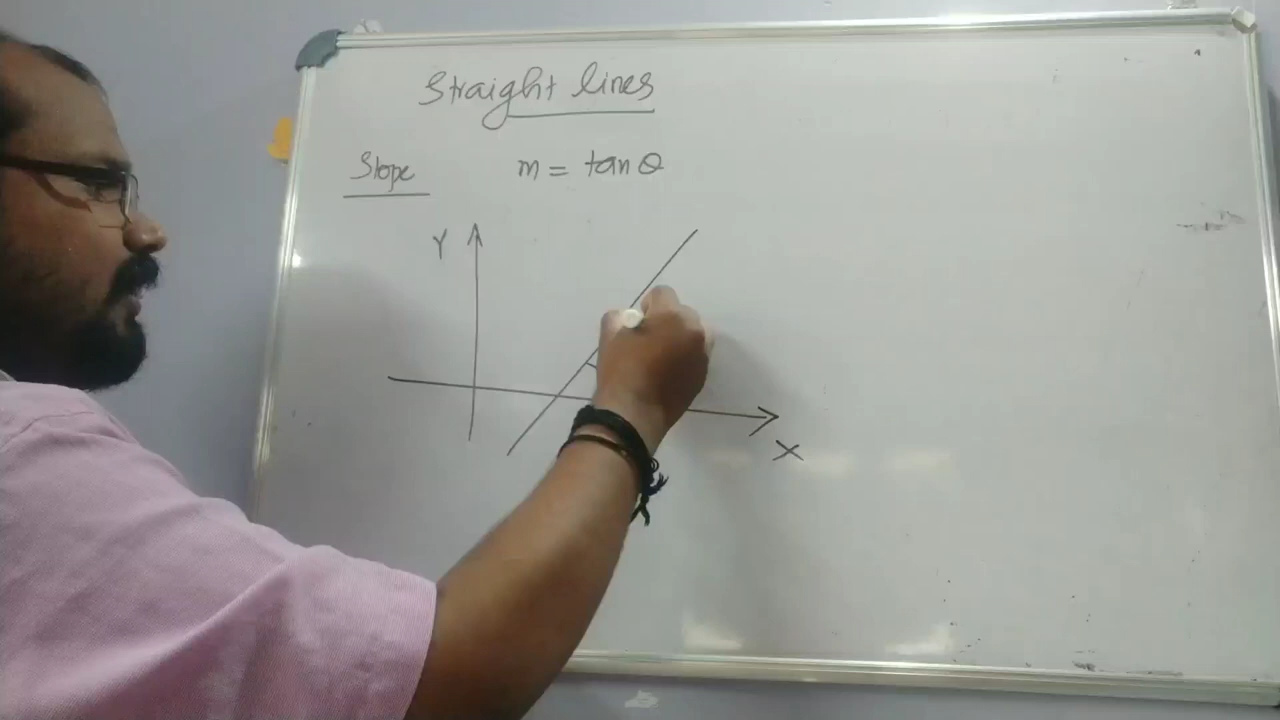 Straight lines
Slope m = tan θ
Y
X